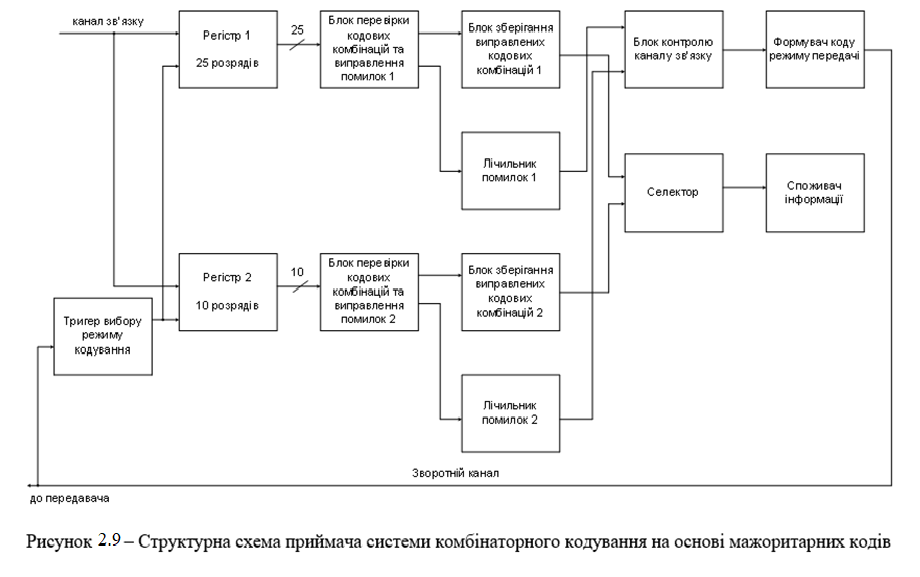 канал зв'язку
Регістр 1
25 розрядів
25
Блок перевірки
кодових
комбінацій та
виправлення
помилок 1
Блок зберігання
виправлених
кодових
комбінацій 1
Блок контролю
каналу зв'язку
Формувач коду
режиму передачі
Лічильник
помилок 1
Селектор
Споживач
інформації
Регістр 2
10 розрядів
10
Блок перевірки
кодових
комбінацій та
виправлення
помилок 2
Блок зберігання
виправлених
кодових
комбінацій 2
Тригер вибору
режиму
кодування
Лічильник
помилок 2
Зворотній канал
до передавача
Рисунок 2.9 – Структурна схема приймача системи комбінаторного кодування на основі мажоритарних кодів